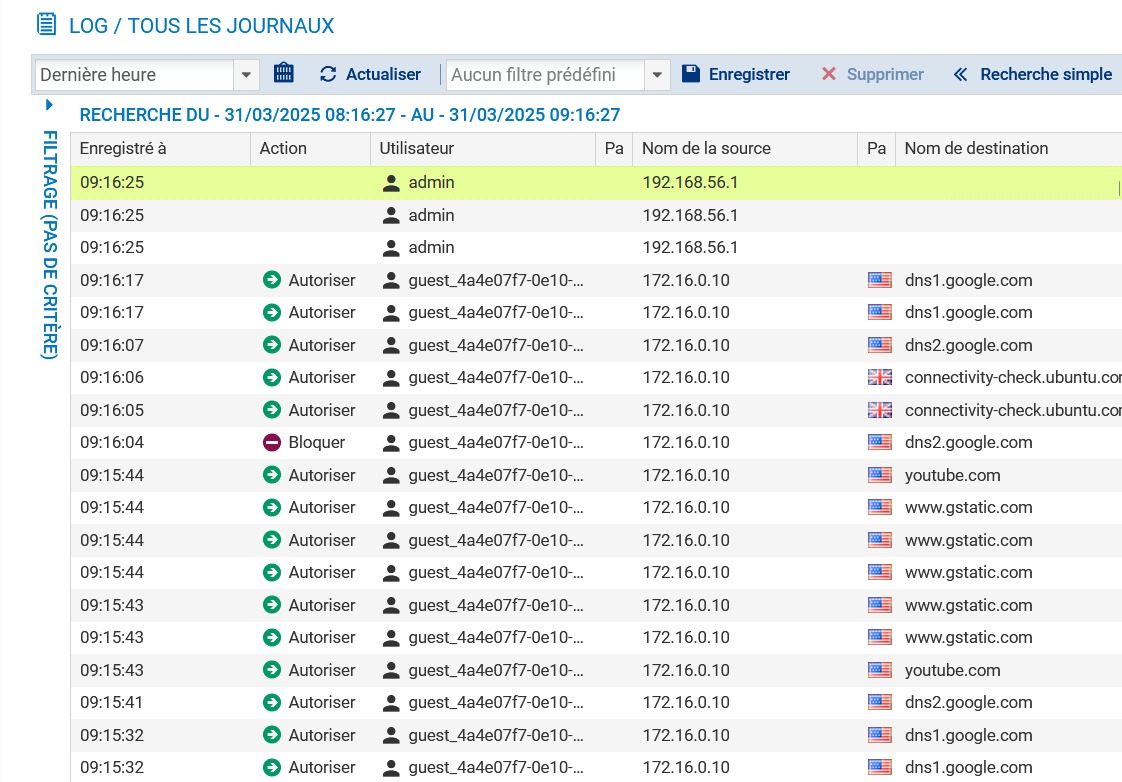 LOG / TOUS LES JOURNAUX
Dernière heure Actualiser Aucun filtre prédéfini Enregistrer Supprimer Recherche simple
FILTRAGE (PAS DE CRITÈRE)
RECHERCHE DU - 31/03/2025 08:16:27 - AU - 31/03/2025 09:16:27
Enregistré à Action Utilisateur Pa Nom de la source Pa Nom de destination
09:16:25 admin 192.168.56.1
09:16:25 admin 192.168.56.1
09:16:25 admin 192.168.56.1
09:16:17 Autoriser guest_4a4e07f7-0e10-... 172.16.0.10 dns1.google.com
09:16:17 Autoriser guest_4a4e07f7-0e10-... 172.16.0.10 dns1.google.com
09:16:07 Autoriser guest_4a4e07f7-0e10-... 172.16.0.10 dns2.google.com
09:16:06 Autoriser guest_4a4e07f7-0e10-... 172.16.0.10 connectivity-check.ubuntu.com
09:16:05 Autoriser guest_4a4e07f7-0e10-... 172.16.0.10 connectivity-check.ubuntu.com
09:16:04 Bloquer guest_4a4e07f7-0e10-... 172.16.0.10 dns2.google.com
09:15:44 Autoriser guest_4a4e07f7-0e10-... 172.16.0.10 youtube.com
09:15:44 Autoriser guest_4a4e07f7-0e10-... 172.16.0.10 www.gstatic.com
09:15:44 Autoriser guest_4a4e07f7-0e10-... 172.16.0.10 www.gstatic.com
09:15:44 Autoriser guest_4a4e07f7-0e10-... 172.16.0.10 www.gstatic.com
09:15:43 Autoriser guest_4a4e07f7-0e10-... 172.16.0.10 www.gstatic.com
09:15:43 Autoriser guest_4a4e07f7-0e10-... 172.16.0.10 www.gstatic.com
09:15:43 Autoriser guest_4a4e07f7-0e10-... 172.16.0.10 youtube.com
09:15:41 Autoriser guest_4a4e07f7-0e10-... 172.16.0.10 dns2.google.com
09:15:32 Autoriser guest_4a4e07f7-0e10-... 172.16.0.10 dns1.google.com
09:15:32 Autoriser guest_4a4e07f7-0e10-... 172.16.0.10 dns1.google.com